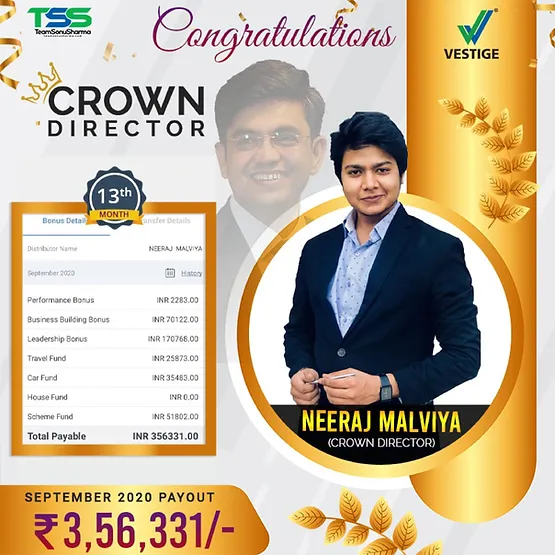 TSS
TeamSonuSharma
Congratulations
VESTIGE
CROWN
DIRECTOR
13th
MONTH
Bonus Detail
ransfer Details
Distributor Name NEERAJ MALVIYA
September 2020 History
Performance Bonus INR 2283.00
Business Building Bonus INR 70122.00
Leadership Bonus INR 170768.00
Travel Fund INR 25873.00
Car Fund INR 35483.00
House Fund INR 0.00
Scheme Fund INR 51802.00
Total Payable INR 356331.00
NEERAJ MALVIYA
(CROWN DIRECTOR)
SEPTEMBER 2020 PAYOUT
₹3,56,331/-